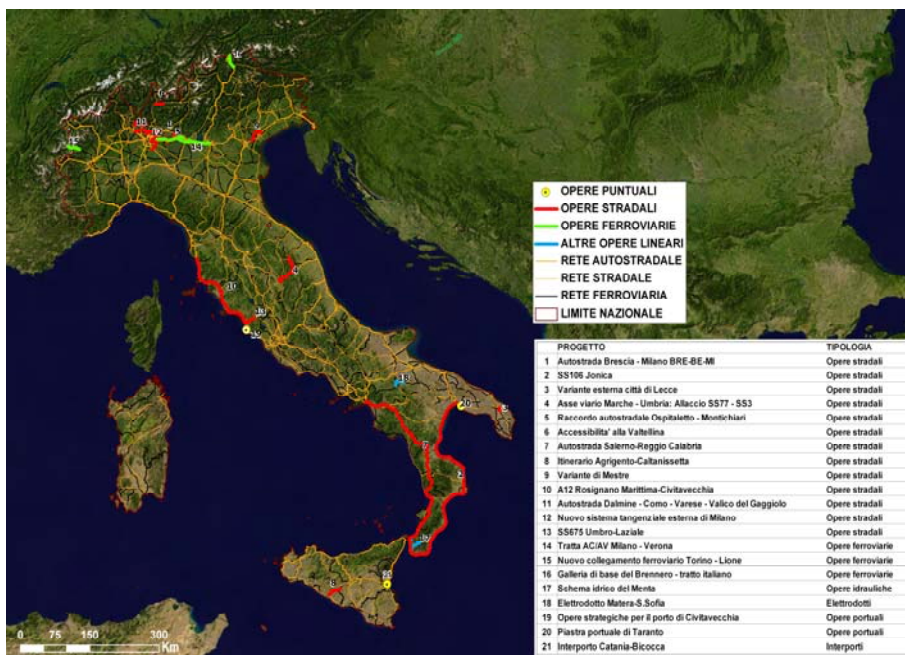 OPERE PUNTUALI
OPERE STRADALI
OPERE FERROVIARIE
ALTRE OPERE LINEARI
RETE AUTOSTRADALE
RETE STRADALE
RETE FERROVIARIA
LIMITE NAZIONALE
PROGETTO TIPOLOGIA
1 Autostrada Brescia - Milano BRE-BE-MI Opere stradali
2 SS106 Jonica Opere stradali
3 Variante esterna città di Lecce Opere stradali
4 Asse viario Marche - Umbria: Allaccio SS77 - SS3 Opere stradali
5 Raccordo autostradale Ospitaletto - Montichiari Opere stradali
6 Accessibilita' alla Valtellina Opere stradali
7 Autostrada Salerno-Reggio Calabria Opere stradali
8 Itinerario Agrigento-Caltanissetta Opere stradali
9 Variante di Mestre Opere stradali
10 A12 Rosignano Marittima-Civitavecchia Opere stradali
11 Autostrada Dalmine - Como - Varese - Valico del Gaggiolo Opere stradali
12 Nuovo sistema tangenziale esterna di Milano Opere stradali
13 SS675 Umbro-Laziale Opere stradali
14 Tratta AC/AV Milano - Verona Opere ferroviarie
15 Nuovo collegamento ferroviario Torino - Lione Opere ferroviarie
16 Galleria di base del Brennero - tratto italiano Opere ferroviarie
17 Schema idrico del Menta Opere idrauliche
18 Elettrodotto Matera-S.Sofia Elettrodotti
19 Opere strategiche per il porto di Civitavecchia Opere portuali
20 Piastra portuale di Taranto Opere portuali
21 Interporto Catania-Bicocca Interporti
0 75 150 300
Km
11
1
14
4
10
20
2
21